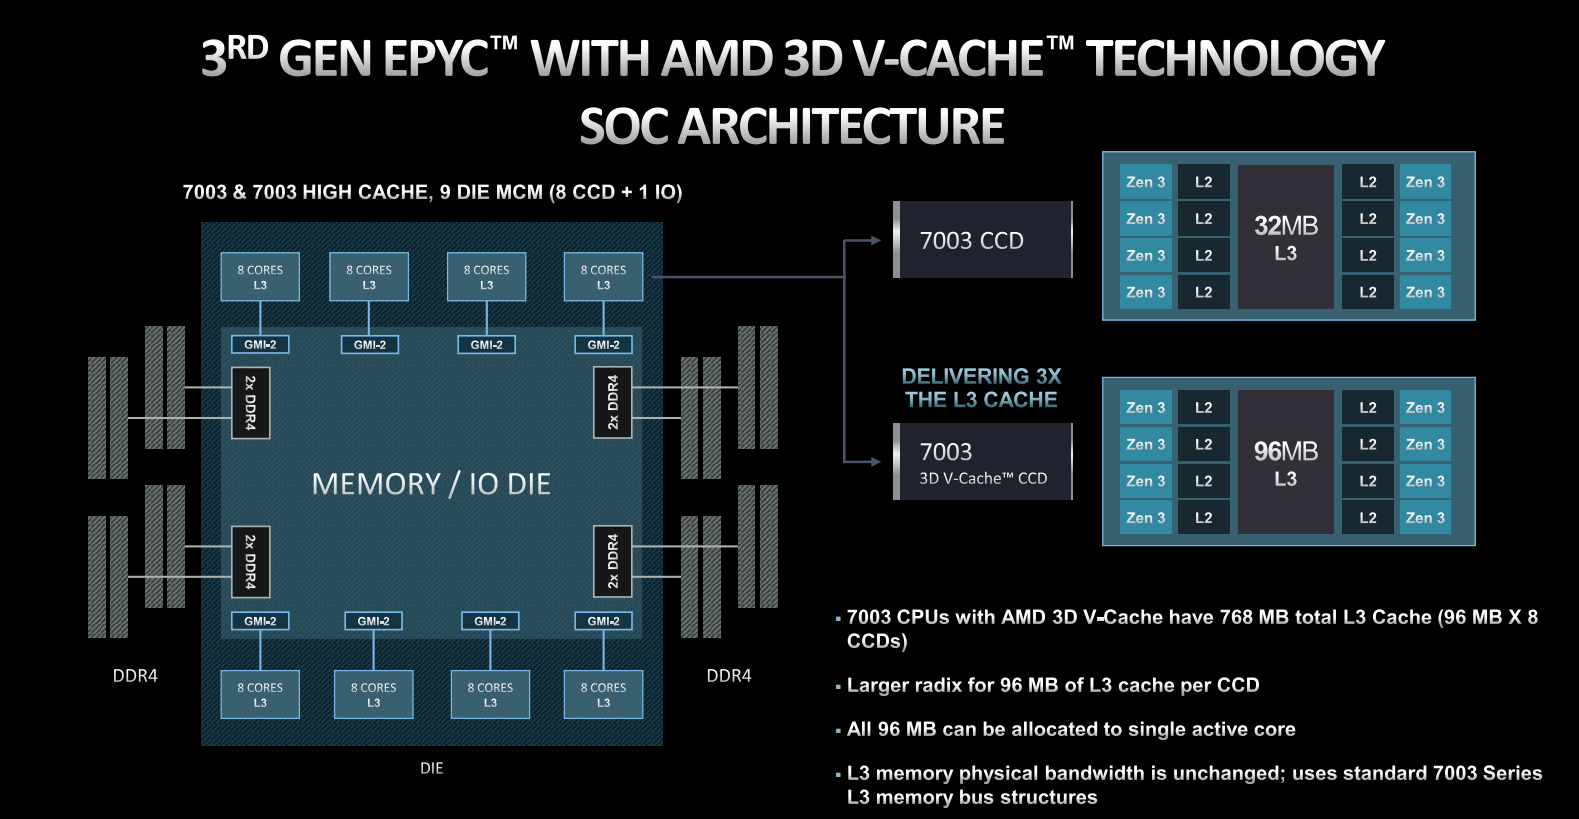 3RD GEN EPYC™ WITH AMD 3D V-CACHE™ TECHNOLOGY
SOC ARCHITECTURE
7003 & 7003 HIGH CACHE, 9 DIE MCM (8 CCD + 1 IO)
8 CORES
L3
8 CORES
L3
8 CORES
L3
8 CORES
L3
GMI-2
GMI-2
GMI-2
GMI-2
2x DDR4
2x DDR4
MEMORY / IO DIE
2x DDR4
2x DDR4
GMI-2
GMI-2
GMI-2
GMI-2
8 CORES
L3
8 CORES
L3
8 CORES
L3
8 CORES
L3
DDR4
DDR4
DIE
7003 CCD
Zen 3 L2 L2 Zen 3
Zen 3 L2 L2 Zen 3
32MB
L3
Zen 3 L2 L2 Zen 3
Zen 3 L2 L2 Zen 3
DELIVERING 3X
THE L3 CACHE
7003
3D V-Cache™ CCD
Zen 3 L2 L2 Zen 3
Zen 3 L2 L2 Zen 3
96MB
L3
Zen 3 L2 L2 Zen 3
Zen 3 L2 L2 Zen 3
▪ 7003 CPUs with AMD 3D V-Cache have 768 MB total L3 Cache (96 MB X 8
CCDs)
▪ Larger radix for 96 MB of L3 cache per CCD
▪ All 96 MB can be allocated to single active core
▪ L3 memory physical bandwidth is unchanged; uses standard 7003 Series
L3 memory bus structures